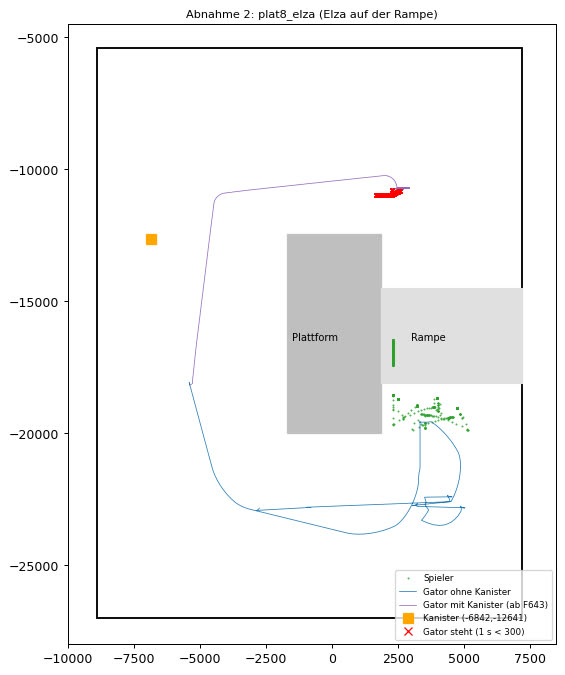 Abnahme 2: plat8_elza (Elza auf der Rampe)
−5000
−10000
−15000
−20000
−25000
Plattform
Rampe
Spieler
Gator ohne Kanister
Gator mit Kanister (ab F643)
Kanister (-6842,-12641)
Gator steht (1 s < 300)
−10000
−7500
−5000
−2500
0
2500
5000
7500